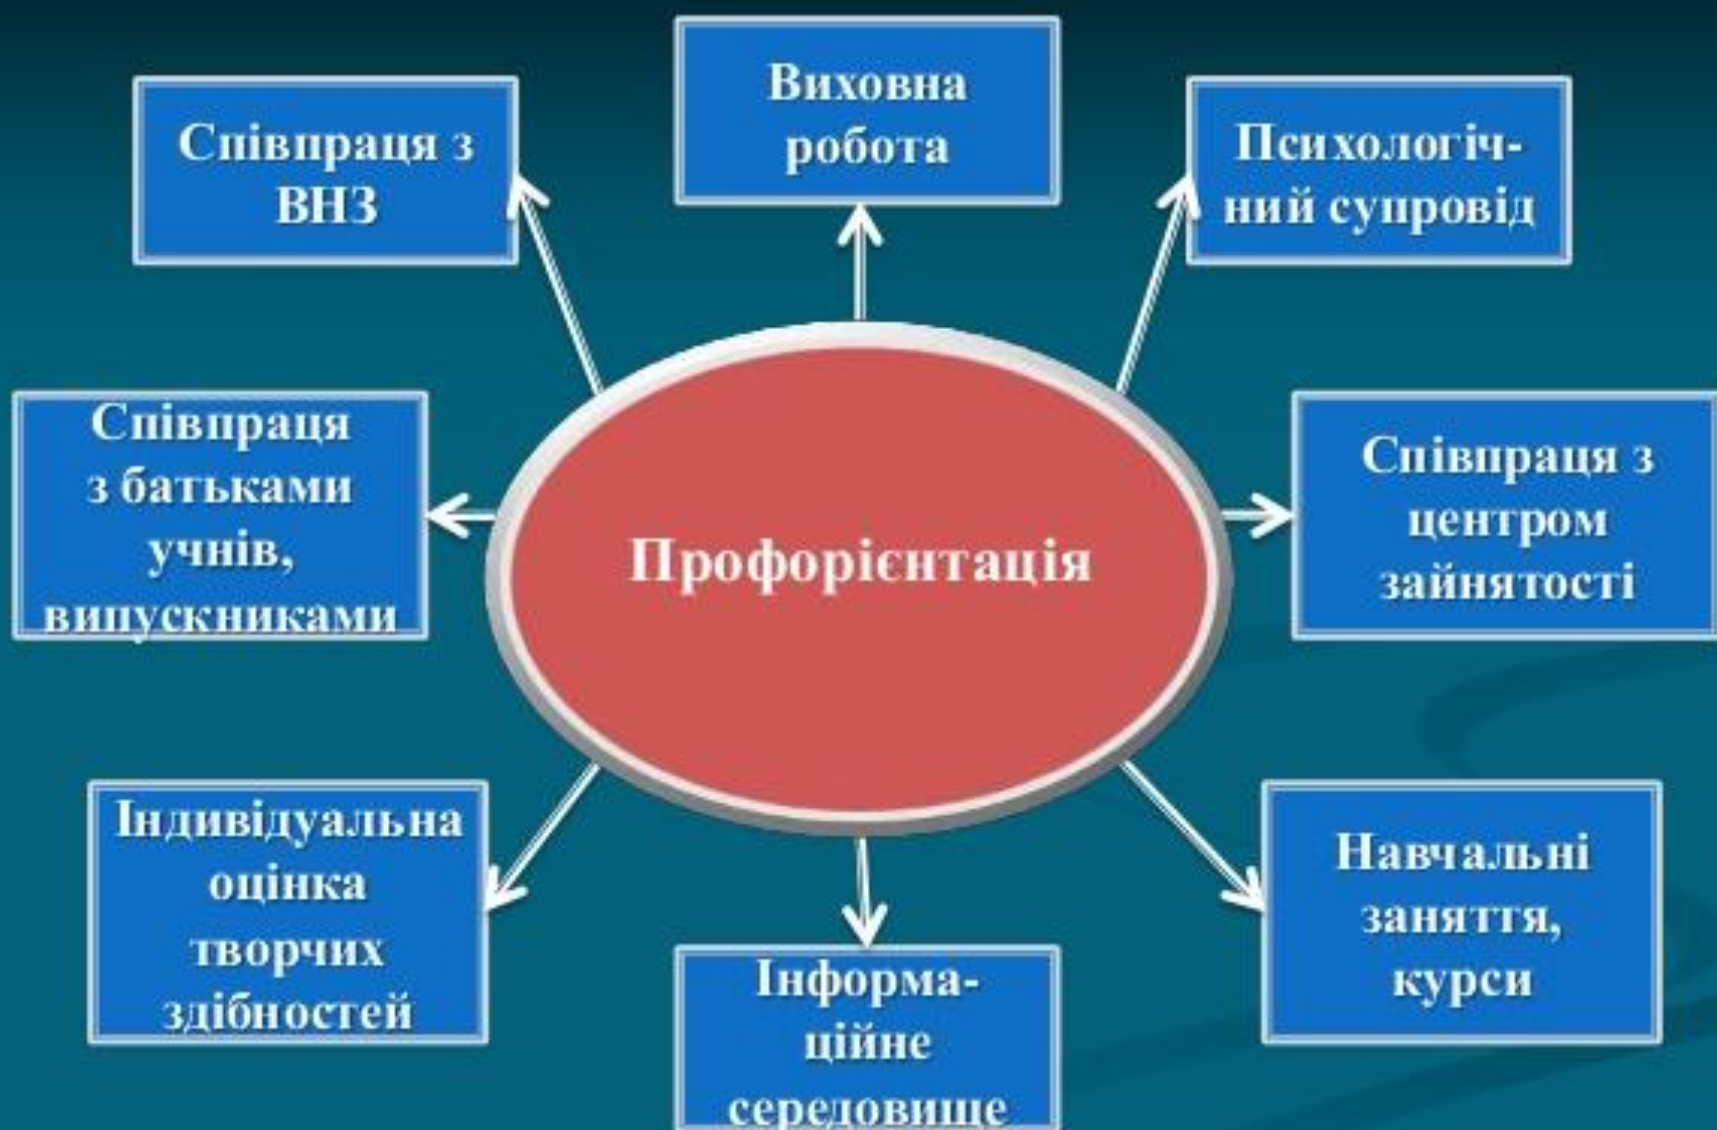 Виховна
робота
Співпраця з
ВНЗ
Психологіч-
ний супровід
Співпраця
з батьками
учнів,
випускниками
Профорієнтація
Співпраця з
центром
зайнятості
Індивідуальна
оцінка
творчих
здібностей
Інформа-
ційне
середовище
Навчальні
заняття,
курси